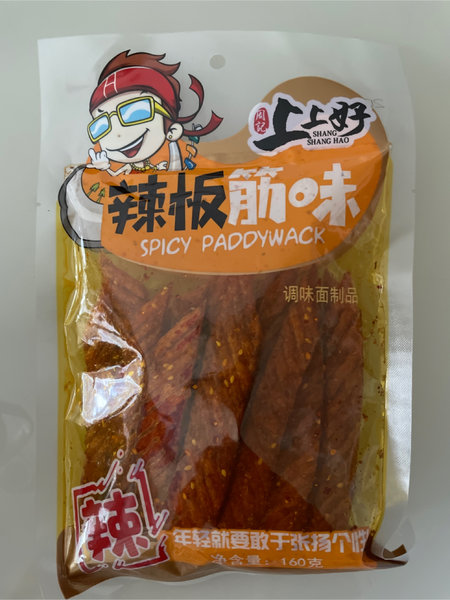 H
周記
上上好
SHANG
SHANG HAO
辣板筋味
SPICY PADDYWACK
调味面制品
辣
年轻就要敢于张扬个性
净含量: 160克